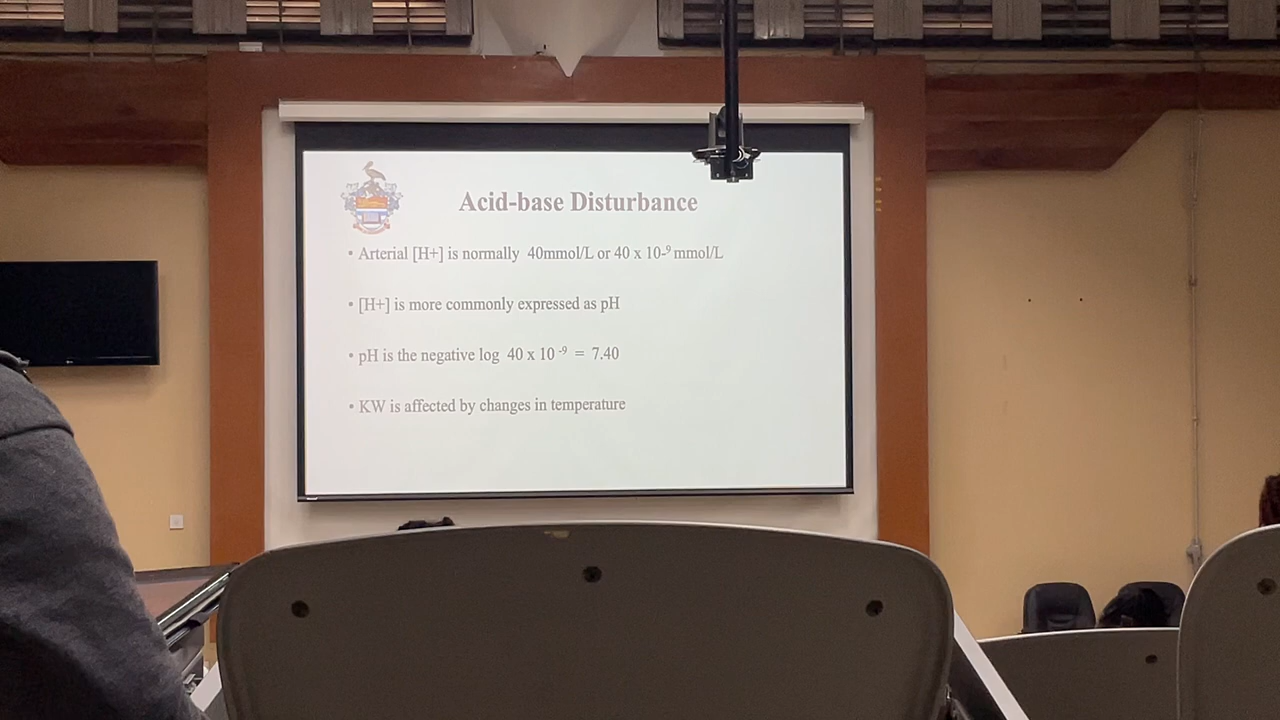 Acid-base Disturbance
• Arterial [H+] is normally 40mmol/L or 40 x 10-⁹ mmol/L
• [H+] is more commonly expressed as pH
• pH is the negative log 40 x 10 ⁻⁹ = 7.40
• KW is affected by changes in temperature